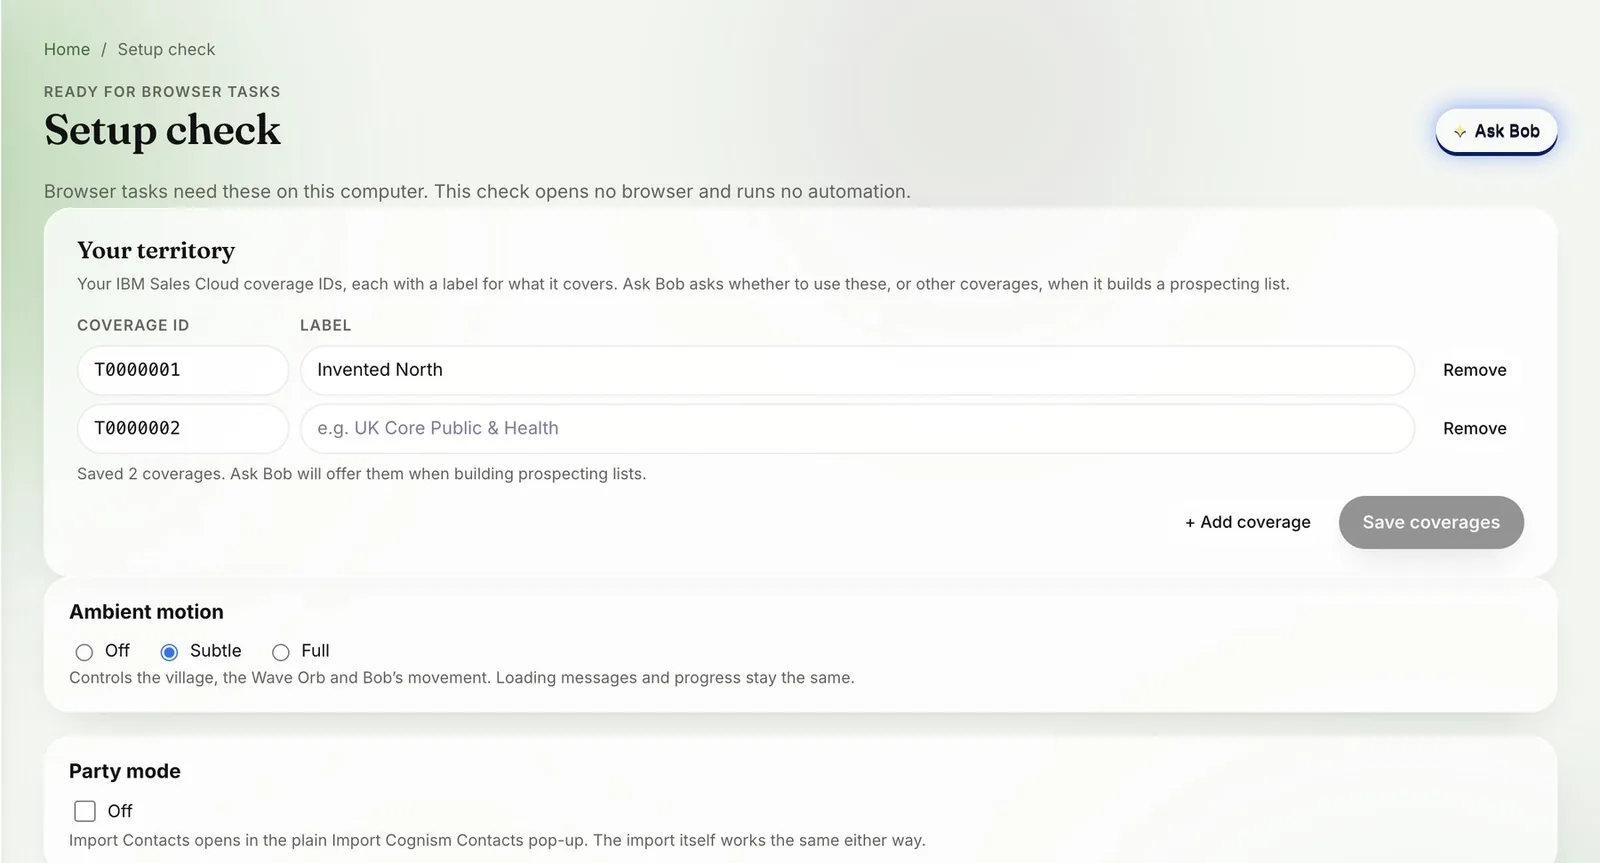 Home / Setup check
READY FOR BROWSER TASKS
Setup check
Ask Bob
Browser tasks need these on this computer. This check opens no browser and runs no automation.
Your territory
Your IBM Sales Cloud coverage IDs, each with a label for what it covers. Ask Bob asks whether to use these, or other coverages, when it builds a prospecting list.
COVERAGE ID LABEL
T0000001 Invented North Remove
T0000002 e.g. UK Core Public & Health Remove
Saved 2 coverages. Ask Bob will offer them when building prospecting lists.
+ Add coverage Save coverages
Ambient motion
Off Subtle Full
Controls the village, the Wave Orb and Bob’s movement. Loading messages and progress stay the same.
Party mode
Off
Import Contacts opens in the plain Import Cognism Contacts pop-up. The import itself works the same either way.